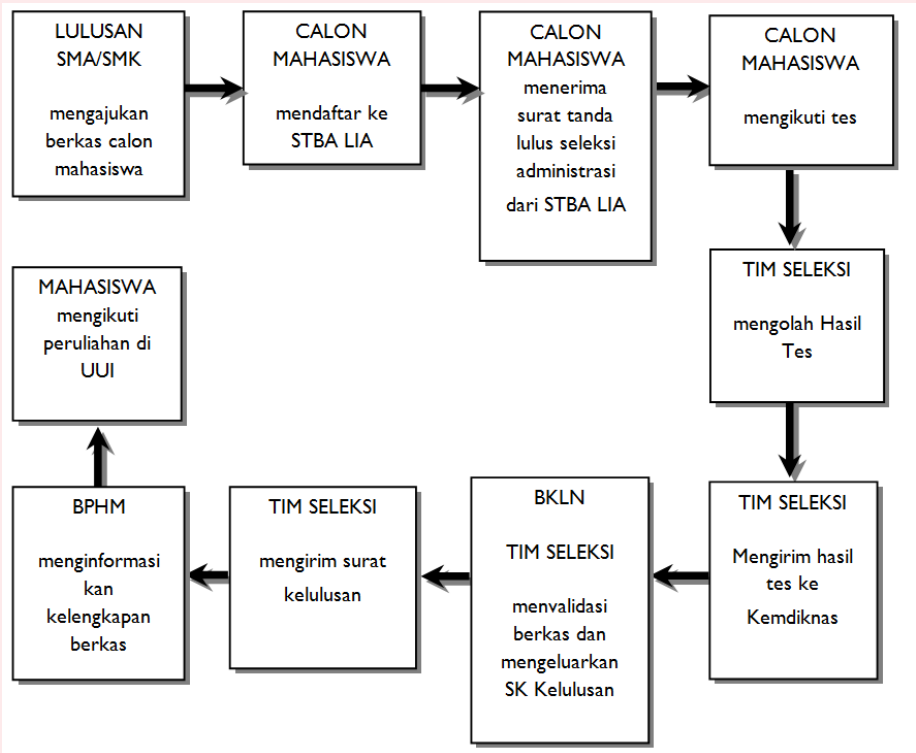 LULUSAN
SMA/SMK
mengajukan
berkas calon
mahasiswa
CALON
MAHASISWA
mendaftar ke
STBA LIA
CALON
MAHASISWA
menerima
surat tanda
lulus seleksi
administrasi
dari STBA LIA
CALON
MAHASISWA
mengikuti tes
TIM SELEKSI
mengolah Hasil
Tes
TIM SELEKSI
Mengirim hasil
tes ke
Kemdiknas
BKLN
TIM SELEKSI
menvalidasi
berkas dan
mengeluarkan
SK Kelulusan
TIM SELEKSI
mengirim surat
kelulusan
BPHM
menginformasi
kan
kelengkapan
berkas
MAHASISWA
mengikuti
peruliahan di
UUI